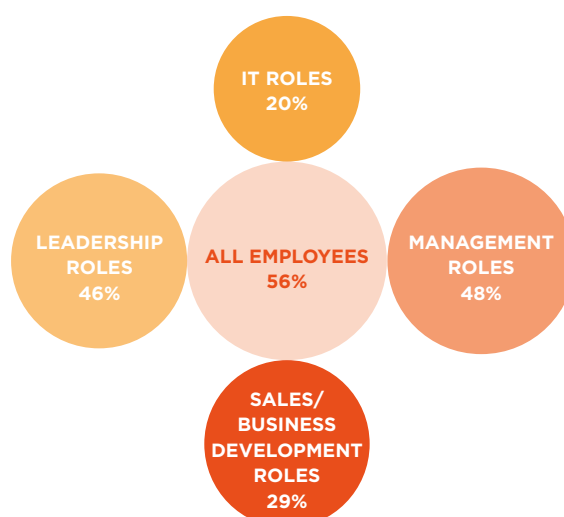 IT ROLES
20%
LEADERSHIP
ROLES
46%
ALL EMPLOYEES
56%
MANAGEMENT
ROLES
48%
SALES/
BUSINESS
DEVELOPMENT
ROLES
29%